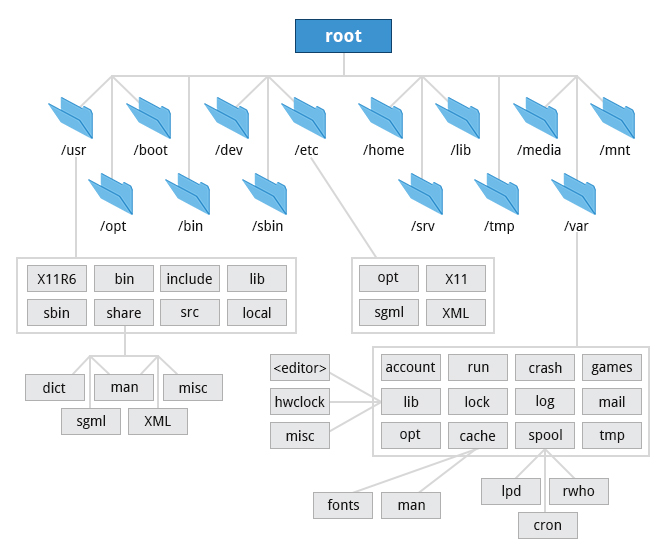 root
/usr
/boot
/dev
/etc
/home
/lib
/media
/mnt
/opt
/bin
/sbin
/srv
/tmp
/var
X11R6 bin include lib
sbin share src local
opt X11
sgml XML
dict man misc
sgml XML
<editor>
hwclock
misc
account run crash games
lib lock log mail
opt cache spool tmp
fonts man
lpd rwho
cron